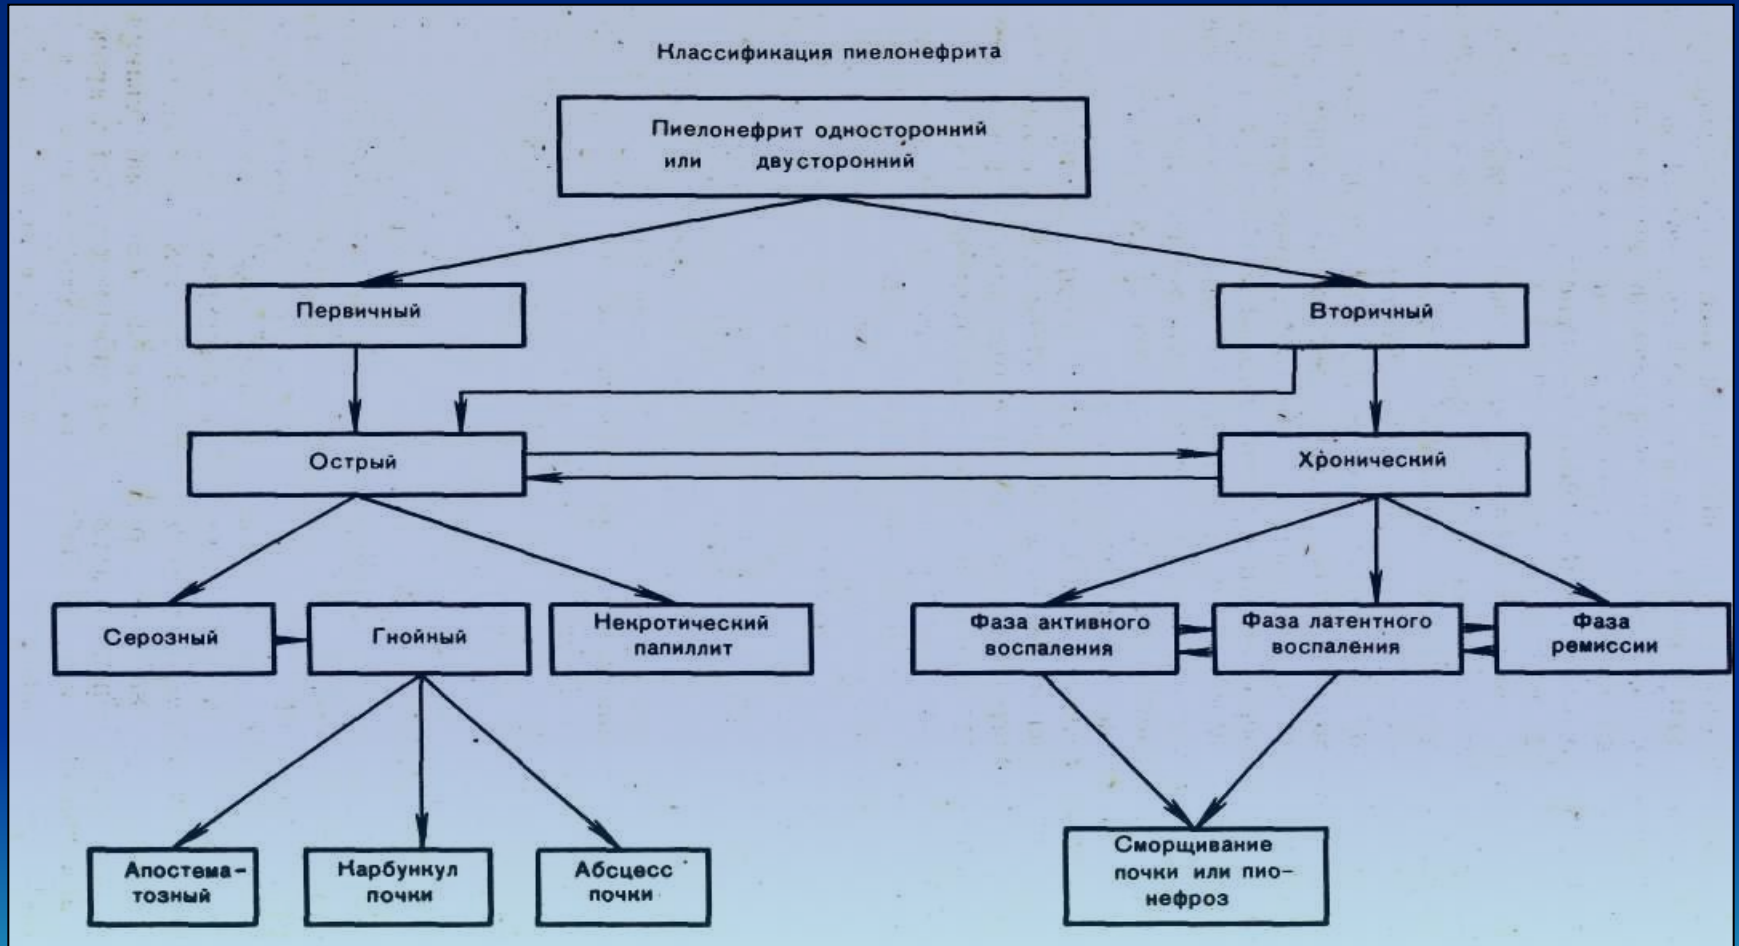 Классификация пиелонефрита
Пиелонефрит односторонний
или двусторонний
Первичный
Вторичный
Острый
Хронический
Серозный
Гнойный
Некротический
папиллит
Фаза активного
воспаления
Фаза латентного
воспаления
Фаза
ремиссии
Апостема-
тозный
Карбункул
почки
Абсцесс
почки
Сморщивание
почки или пио-
нефроз